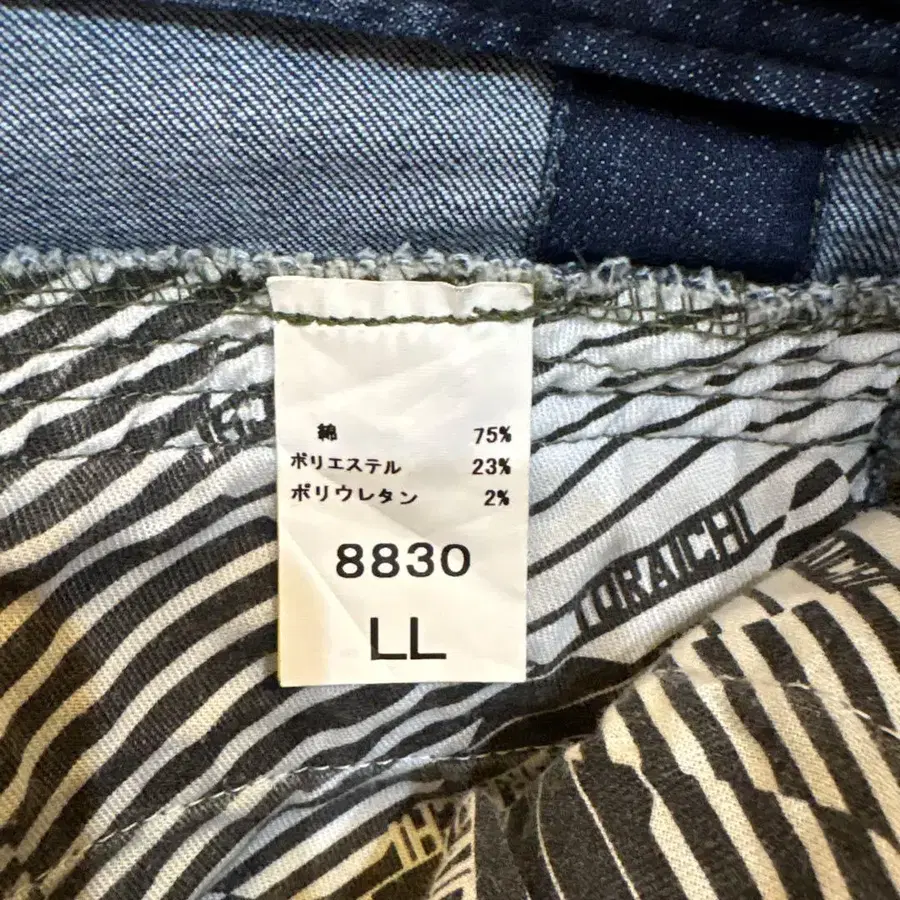 綿 75%
ポリエステル 23%
ポリウレタン 2%
8830
LL
TORAICHI